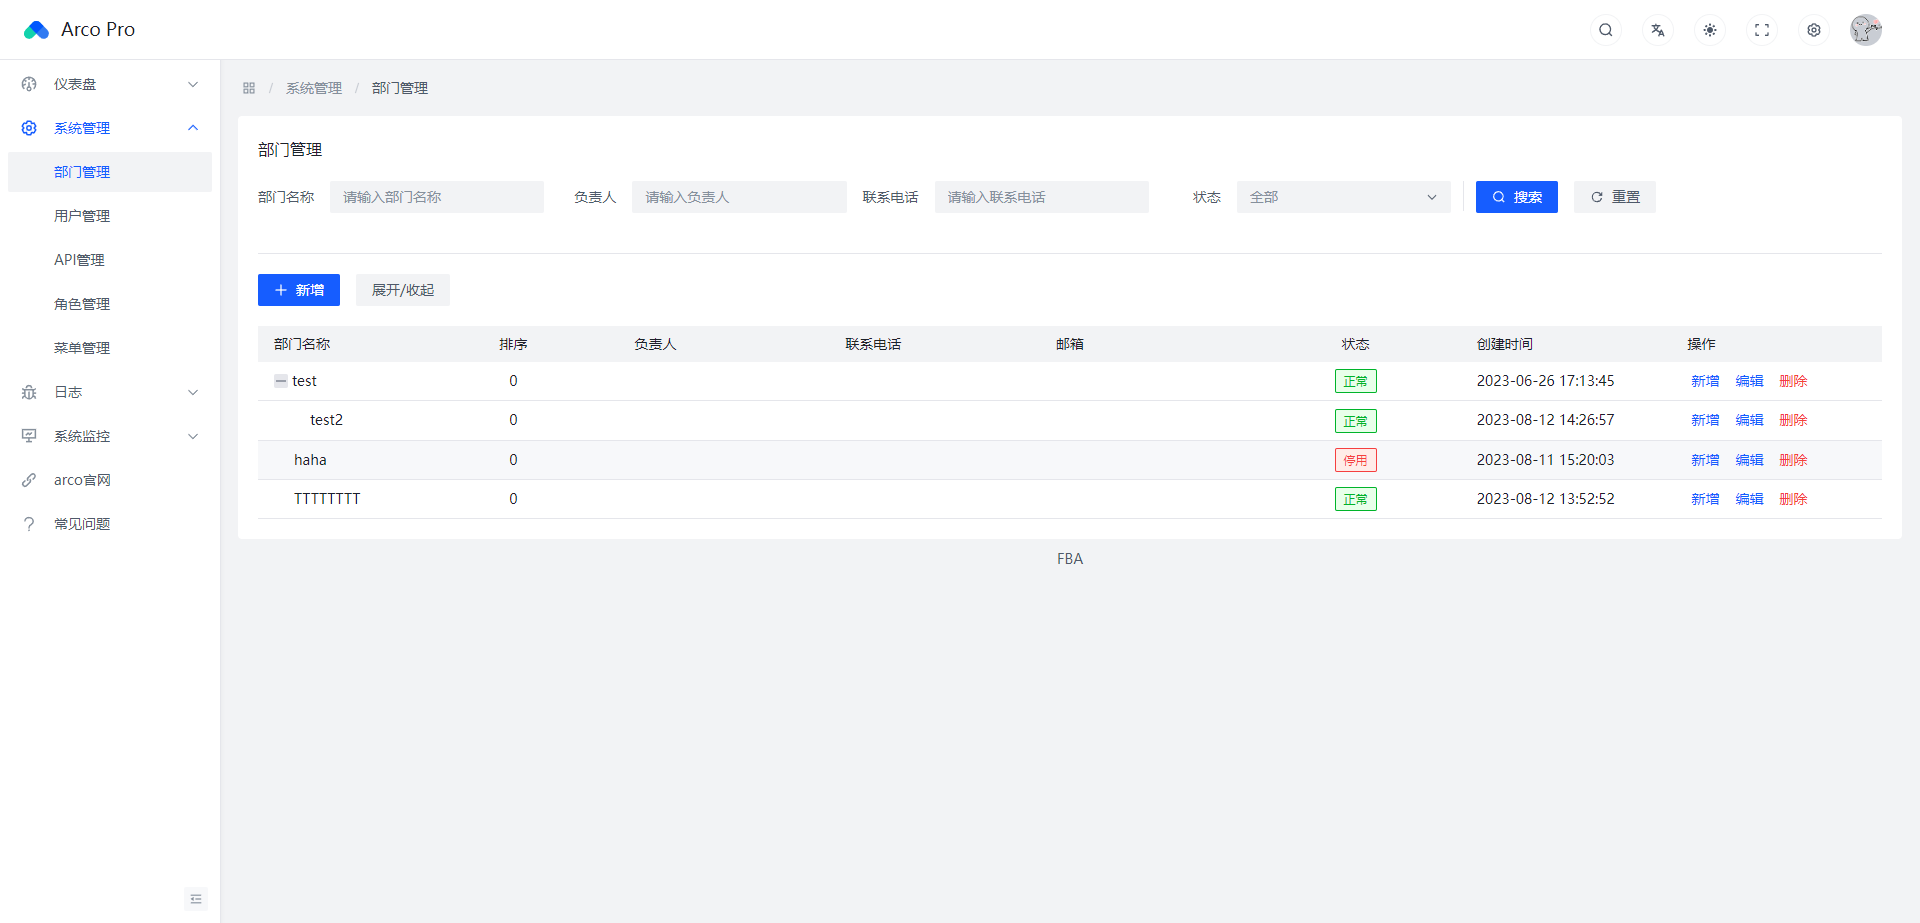 Arco Pro
仪表盘
系统管理
部门管理
用户管理
API管理
角色管理
菜单管理
日志
系统监控
arco官网
常见问题
/ 系统管理 / 部门管理
部门管理
部门名称 请输入部门名称 负责人 请输入负责人 联系电话 请输入联系电话 状态 全部 搜索 重置
新增 展开/收起
部门名称 排序 负责人 联系电话 邮箱 状态 创建时间 操作
test 0 正常 2023-06-26 17:13:45 新增 编辑 删除
test2 0 正常 2023-08-12 14:26:57 新增 编辑 删除
haha 0 停用 2023-08-11 15:20:03 新增 编辑 删除
TTTTTTTT 0 正常 2023-08-12 13:52:52 新增 编辑 删除
FBA